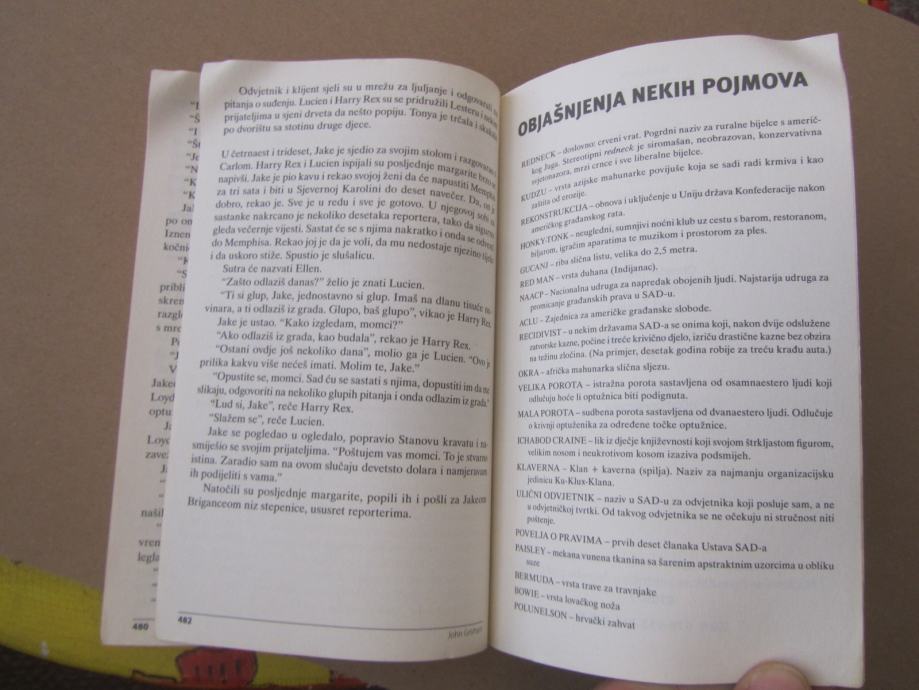 Odvjetnik i klijent sjeli su u mrežu za ljuljanje i odgovarali na
pitanja o suđenju. Lucien i Harry Rex su se pridružili Lesteru i
prijateljima u sjeni drveta da nešto popiju. Tonya je trčala i skakala
po dvorištu sa stotinu druge djece.
U četrnaest i trideset, Jake je sjedio za svojim stolom i razgovarao s
Carlom. Harry Rex i Lucien ispijali su posljednje margarite brzo se
napivši. Jake je pio kavu i rekao svojoj ženi da će napustiti Memphis
za tri sata i biti u Sjevernoj Karolini do deset navečer. Da, on je
dobro, rekao je. Sve je u redu i sve je gotovo. U njegovoj sobi za
sastanke nakrcano je nekoliko desetaka reportera, tako da sigurno
gleda večernje vijesti. Sastat će se s njima nakratko i onda se odvesti
do Memphisa. Rekao joj je da je voli, da mu nedostaje njezino tijelo
i da uskoro stiže. Spustio je slušalicu.
Sutra će nazvati Ellen.
"Zašto odlaziš danas?" želio je znati Lucien.
"Ti si glup, Jake, jednostavno si glup. Imaš na dlanu tisuće no-
vinara, a ti odlaziš iz grada. Glupo, baš glupo", vikao je Harry Rex.
Jake je ustao. "Kako izgledam, momci?"
"Ako odlaziš iz grada, kao budala", rekao je Harry Rex.
"Ostani ovdje još nekoliko dana", molio ga je Lucien. "Ovo je
prilika kakvu više nećeš imati. Molim te, Jake."
"Opustite se, momci. Sad ću se sastati s njima, dopustiti im da me
slikaju, odgovoriti na nekoliko glupih pitanja i onda odlazim iz grada."
"Lud si, Jake", reče Harry Rex.
"Slažem se", reče Lucien.
Jake se pogledao u ogledalo, popravio Stanovu kravatu i na-
smiješio se svojim prijateljima. "Poštujem vas momci. To je stvarno
istina. Zaradio sam na ovom slučaju devetsto dolara i namjeravam
ih podijeliti s vama."
Natočili su posljednje margarite, popili ih i pošli za Jakeom
Briganceom niz stepenice, ususret reporterima.
480
482
John Grisham
OBJAŠNJENJA NEKIH POJMOVA
REDNECK – doslovno: crveni vrat. Pogrdni naziv za ruralne bijelce s američ-
kog Juga. Stereotipni redneck je siromašan, neobrazovan, konzervativna
svjetonazora, mrzi crnce i sve liberalne bijelce.
KUDZU – vrsta azijske mahunarke povijuše koja se sadi radi krmiva i kao
zaštita od erozije.
REKONSTRUKCIJA – obnova i uključenje u Uniju država Konfederacije nakon
američkog građanskog rata.
HONKY-TONK – neugledni, sumnjivi noćni klub uz cestu s barom, restoranom,
biljarom, igraćim aparatima te muzikom i prostorom za ples.
GUCANJ – riba slična listu, velika do 2,5 metra.
RED MAN – vrsta duhana (Indijanac).
NAACP – Nacionalna udruga za napredak obojenih ljudi. Najstarija udruga za
promicanje građanskih prava u SAD-u.
ACLU – Zajednica za američke građanske slobode.
RECIDIVIST – u nekim državama SAD-a se onima koji, nakon dvije odslužene
zatvorske kazne, počine i treće krivično djelo, izriču drastične kazne bez obzira
na težinu zločina. (Na primjer, desetak godina robije za treću krađu auta.)
OKRA – afrička mahunarka slična sljezu.
VELIKA POROTA – istražna porota sastavljena od osamnaestero ljudi koji
odlučuju hoće li optužnica biti podignuta.
MALA POROTA – sudbena porota sastavljena od dvanaestero ljudi. Odlučuje
o krivnji optuženika za određene točke optužnice.
ICHABOD CRAINE – lik iz dječje književnosti koji svojom štrkljastom figurom,
velikim nosom i neukrotivom kosom izaziva podsmijeh.
KLAVERNA – Klan + kaverna (spilja). Naziv za najmanju organizacijsku
jedinicu Ku-Klux-Klana.
ULIČNI ODVJETNIK – naziv u SAD-u za odvjetnika koji posluje sam, a ne
u odvjetničkoj tvrtki. Od takvog odvjetnika se ne očekuju ni stručnost niti
poštenje.
POVELJA O PRAVIMA – prvih deset članaka Ustava SAD-a
PAISLEY – mekana vunena tkanina sa šarenim apstraktnim uzorcima u obliku
suze
BERMUDA – vrsta trave za travnjake
BOWIE – vrsta lovačkog noža
POLUNELSON – hrvački zahvat